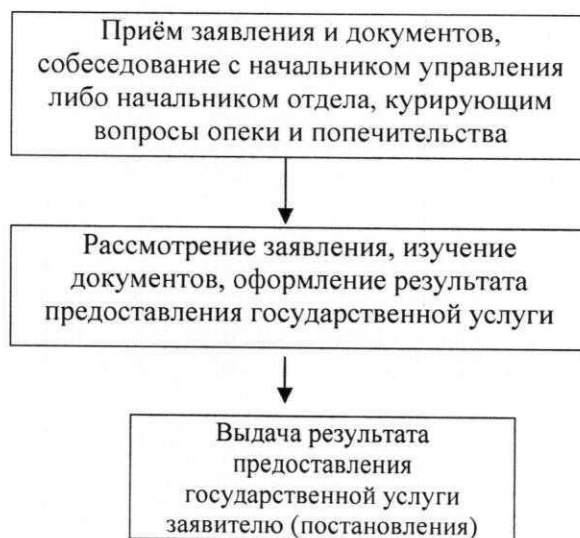 Приём заявления и документов,
собеседование с начальником управления
либо начальником отдела, курирующим
вопросы опеки и попечительства
Рассмотрение заявления, изучение
документов, оформление результата
предоставления государственной услуги
Выдача результата
предоставления
государственной услуги
заявителю (постановления)